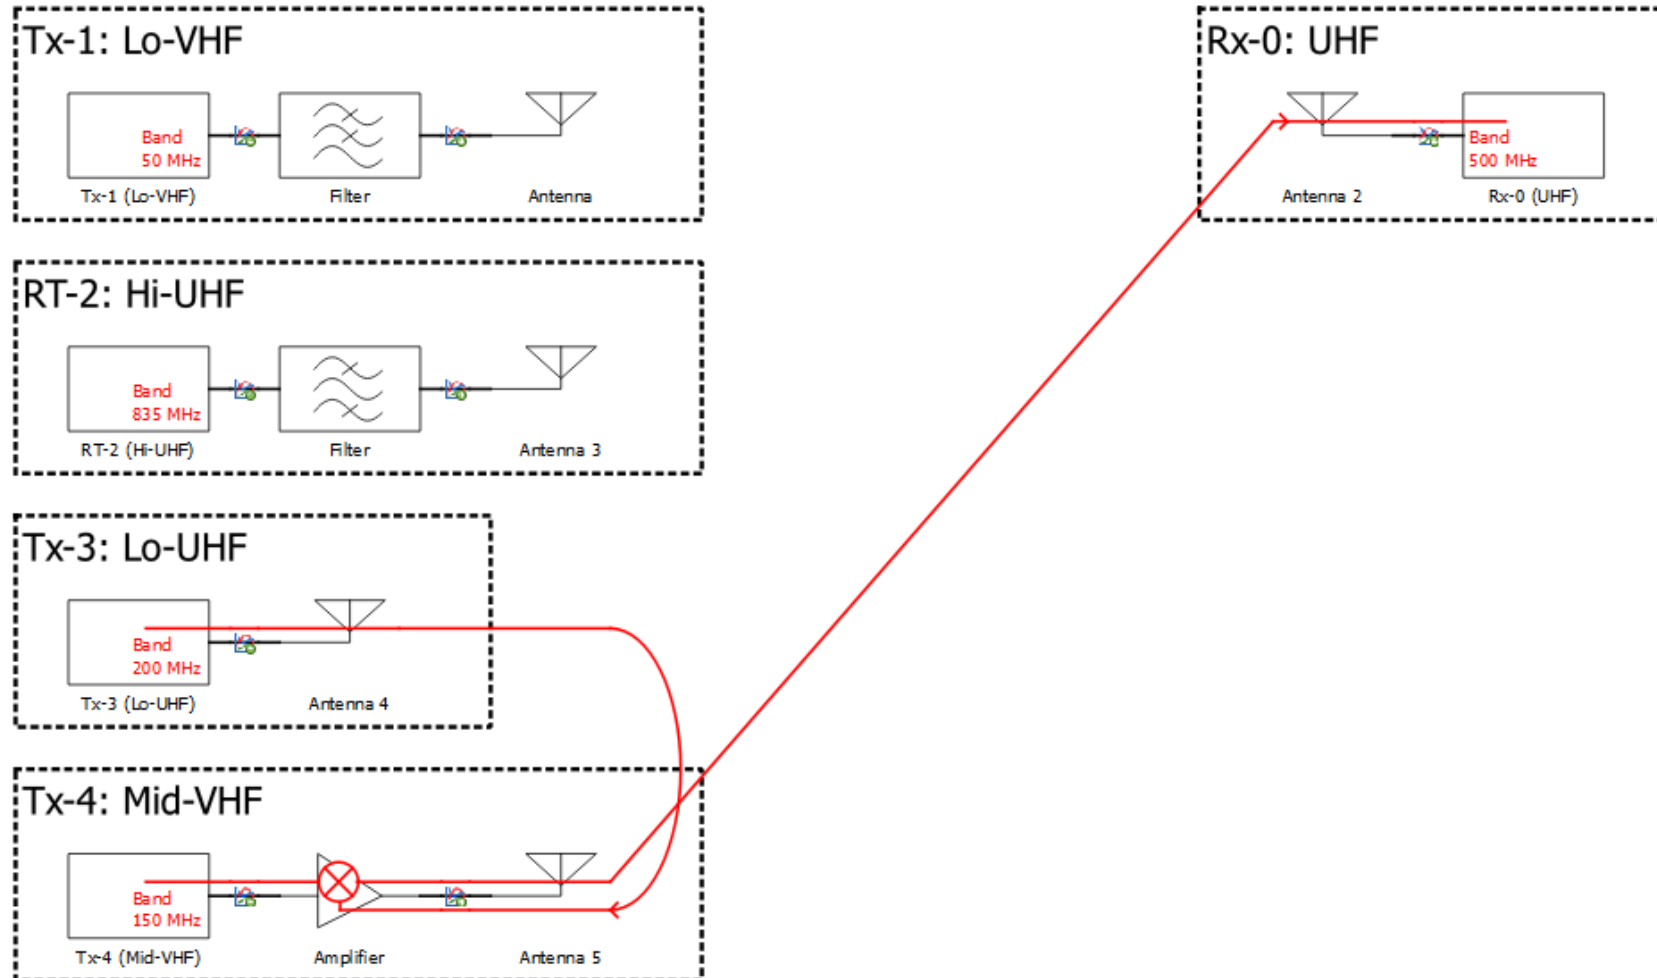 Tx-1: Lo-VHF
Band
50 MHz
Tx-1 (Lo-VHF)
Filter
Antenna
Rx-0: UHF
Band
500 MHz
Antenna 2
Rx-0 (UHF)
RT-2: Hi-UHF
Band
835 MHz
RT-2 (Hi-UHF)
Filter
Antenna 3
Tx-3: Lo-UHF
Band
200 MHz
Tx-3 (Lo-UHF)
Antenna 4
Tx-4: Mid-VHF
Band
150 MHz
Tx-4 (Mid-VHF)
Amplifier
Antenna 5